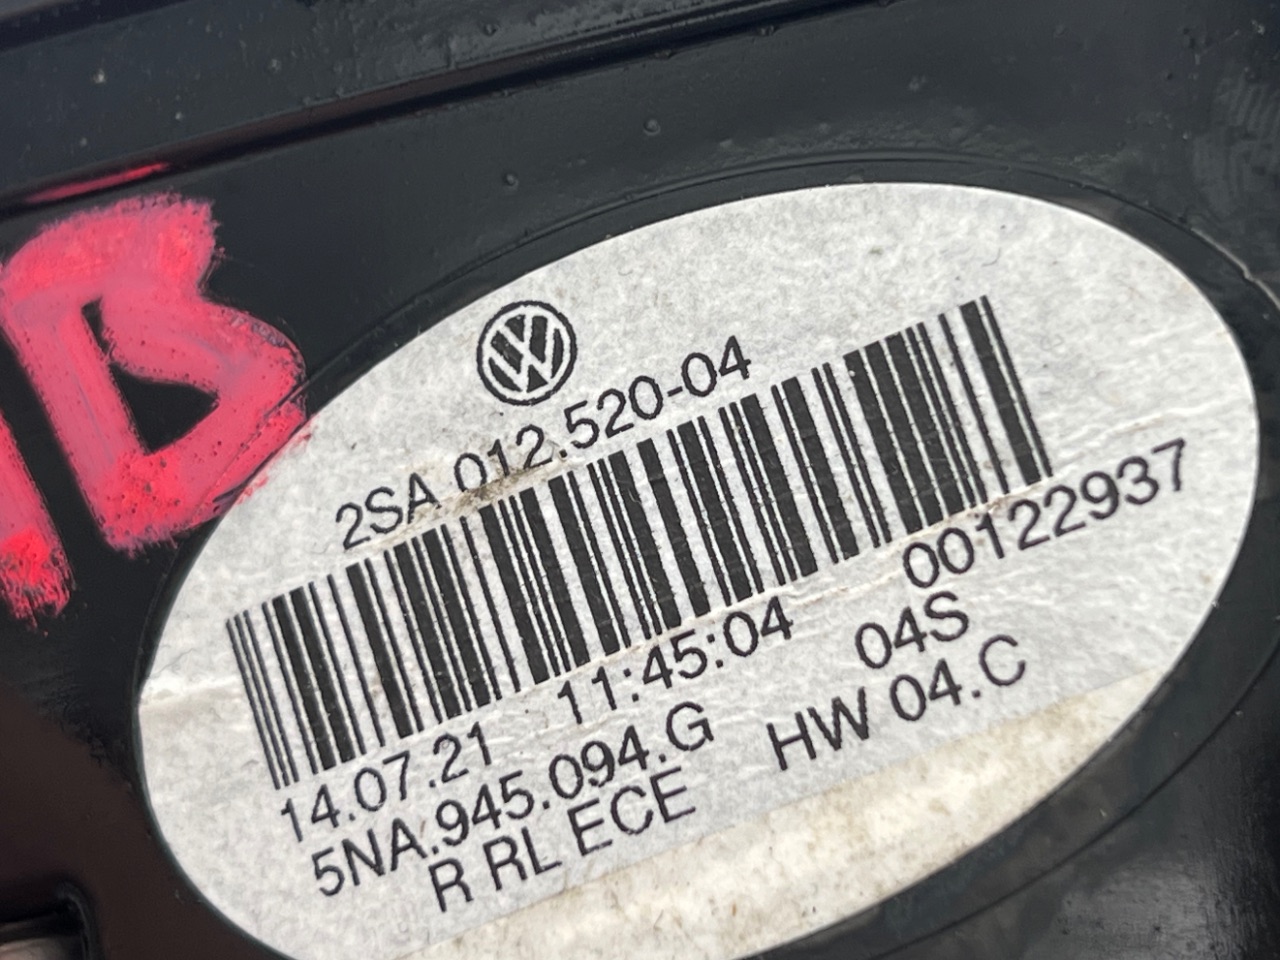 B
2SA.012.520-04
00122937
14.07.21 11:45:04 04S
5NA.945.094.G HW 04.C
R RL ECE